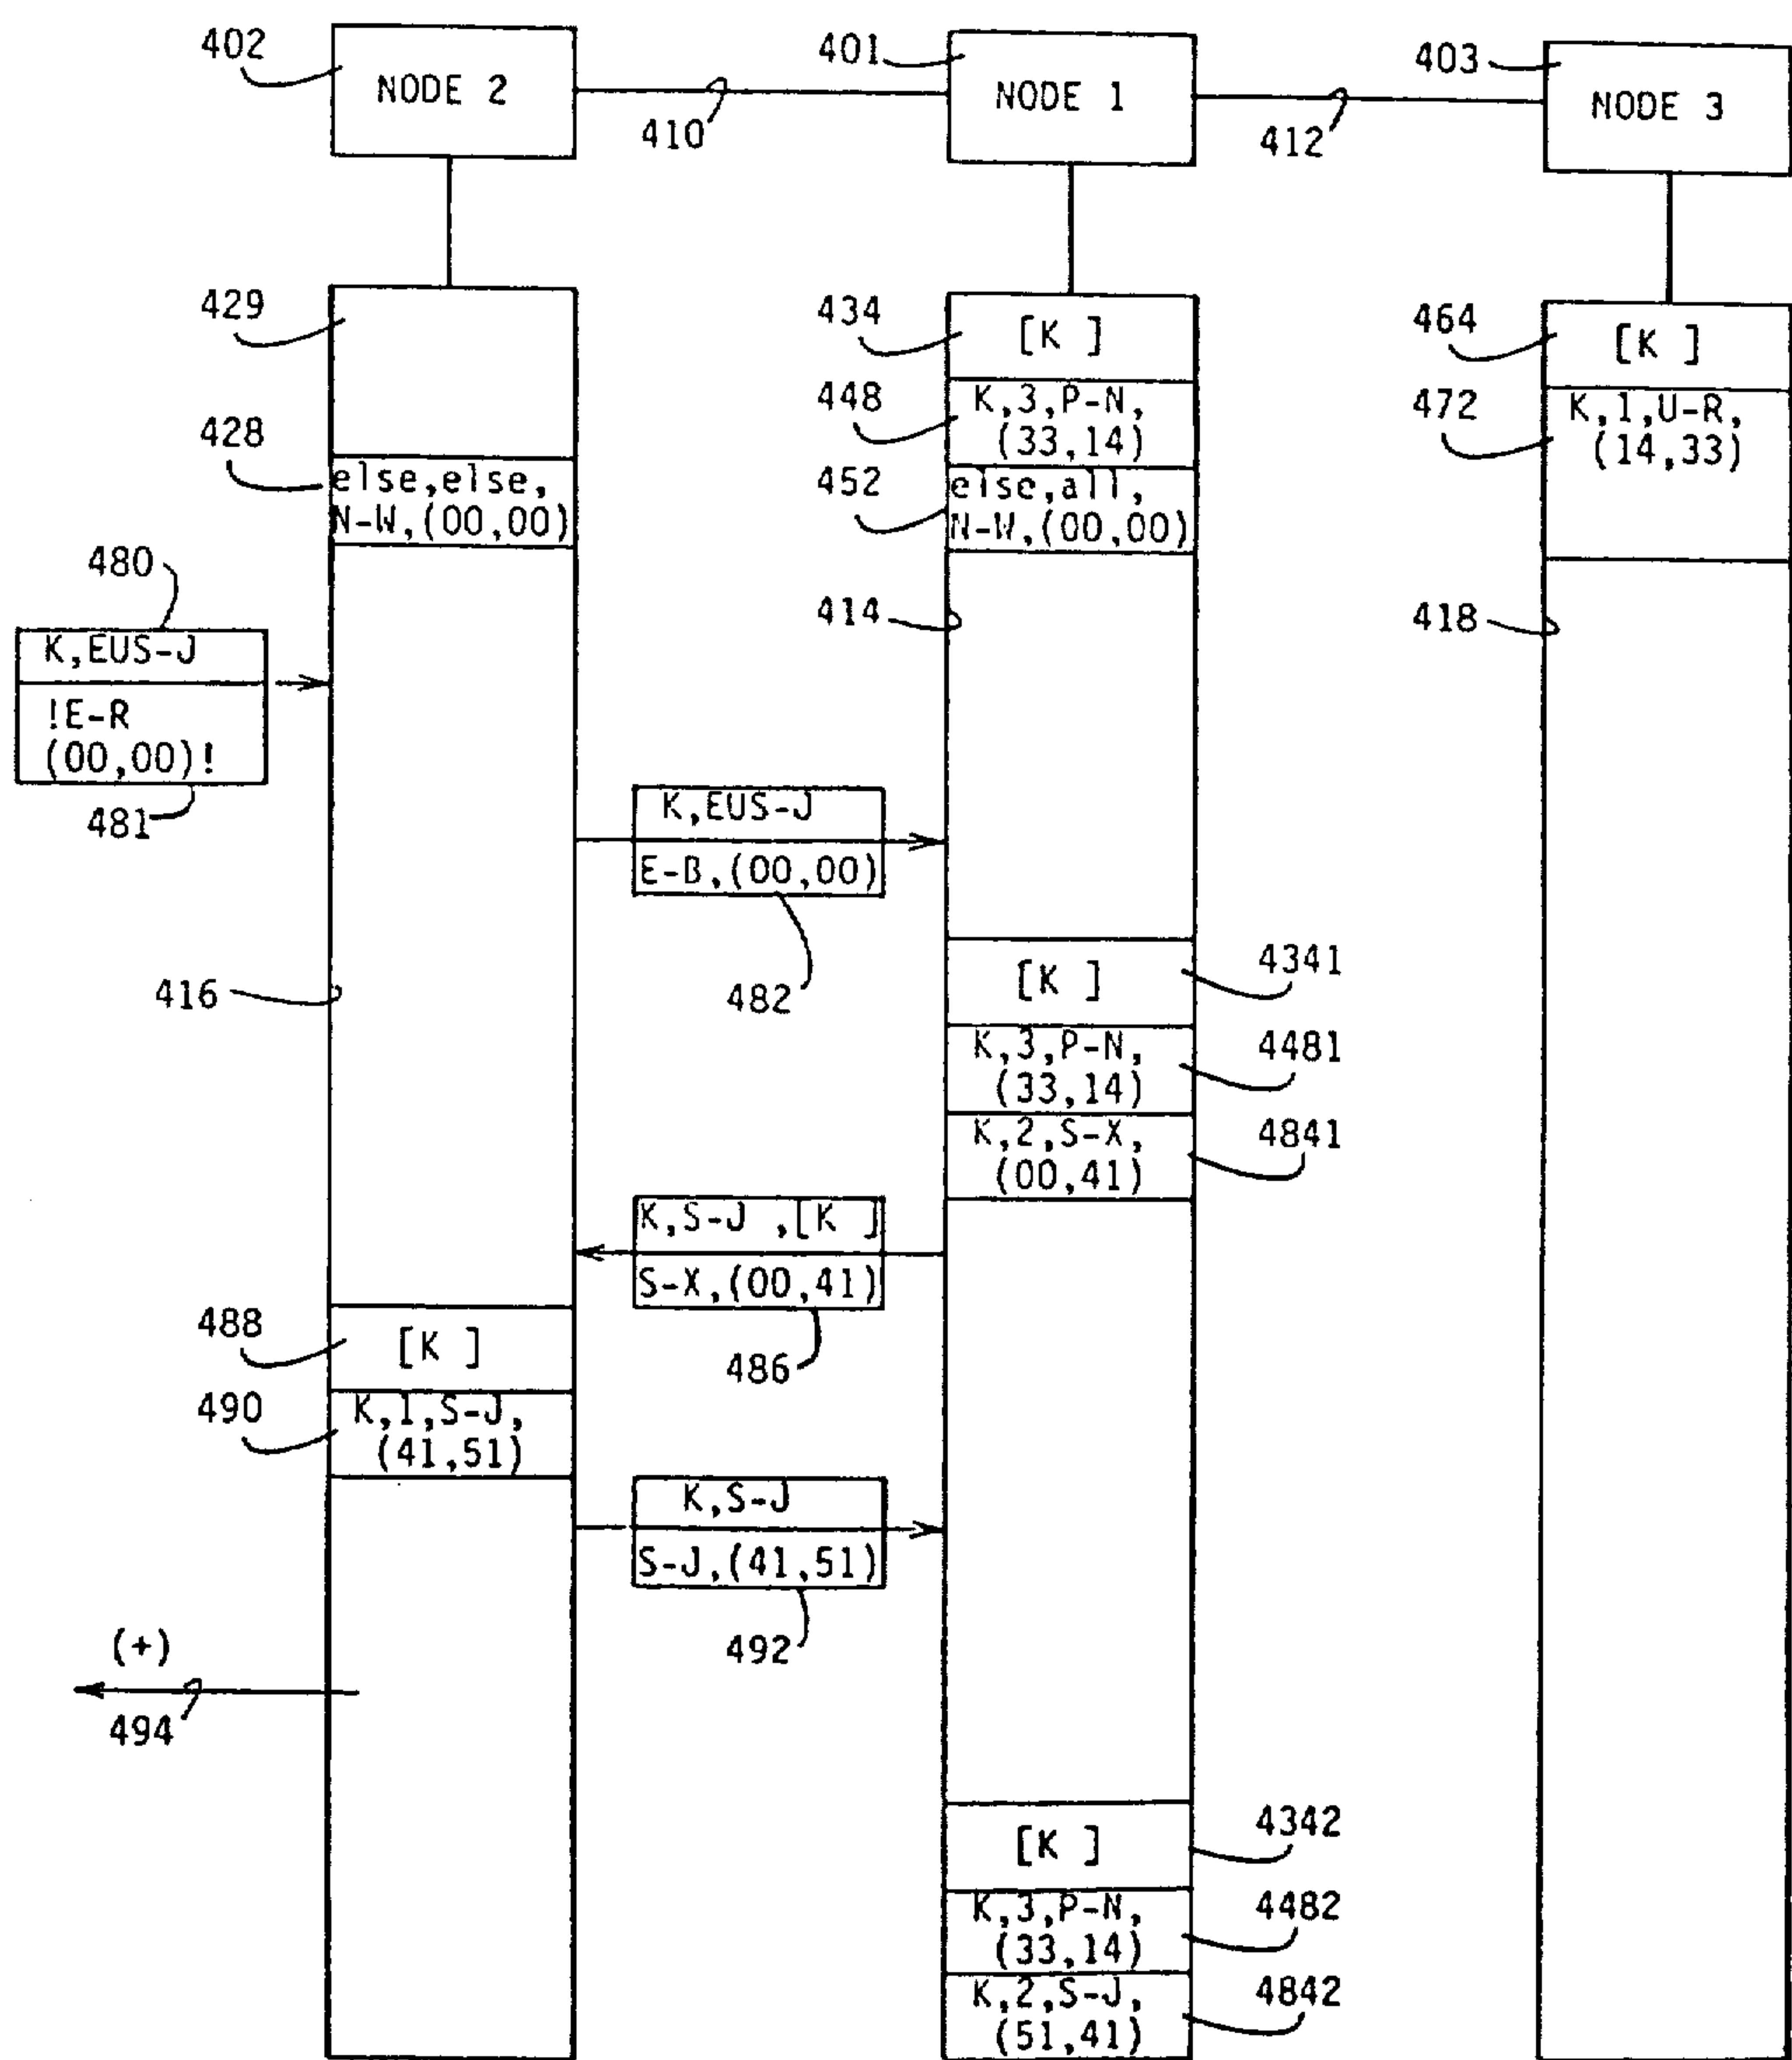 402
NODE 2
410
401
NODE 1
412
403
NODE 3
429
434
[K ]
464
[K ]
448
K,3,P-N,
(33,14)
472
K,1,U-R,
(14,33)
428
else,else,
N-W,(00,00)
452
else,all,
N-W,(00,00)
480
K,EUS-J
!E-R
(00,00)!
481
414
418
K,EUS-J
E-B,(00,00)
482
416
[K ]
4341
K,3,P-N,
(33,14)
4481
K,2,S-X,
(00,41)
4841
K,S-J ,[K ]
S-X,(00,41)
486
488
[K ]
490
K,1,S-J,
(41,51)
K,S-J
S-J,(41,51)
492
(+)
494
[K ]
4342
K,3,P-N,
(33,14)
4482
K,2,S-J,
(51,41)
4842